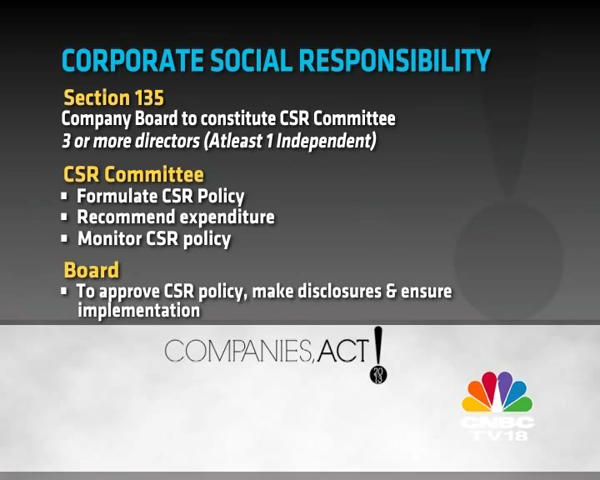 CORPORATE SOCIAL RESPONSIBILITY
Section 135
Company Board to constitute CSR Committee
3 or more directors (Atleast 1 Independent)
CSR Committee
▪ Formulate CSR Policy
▪ Recommend expenditure
▪ Monitor CSR policy
Board
▪ To approve CSR policy, make disclosures & ensure
implementation
COMPANIES, ACT!
2013
CNBC
TV18